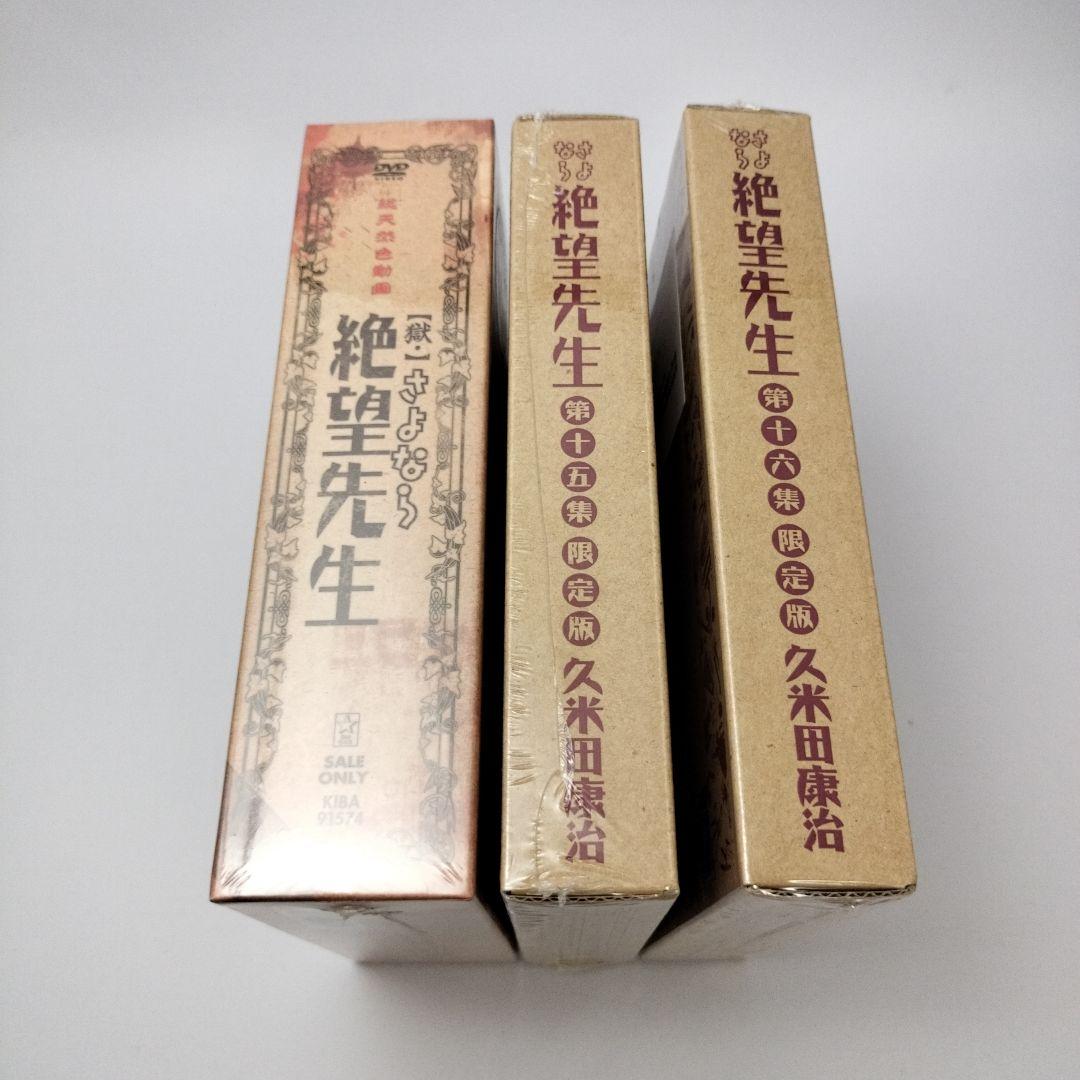 DVD
VIDEO
総天然色動画
【獄・】さよなら
絶望先生
SALE
ONLY
KIBA
91574
さよなら
絶望先生
第十五集
限定版
久米田康治
さよなら
絶望先生
第十六集
限定版
久米田康治